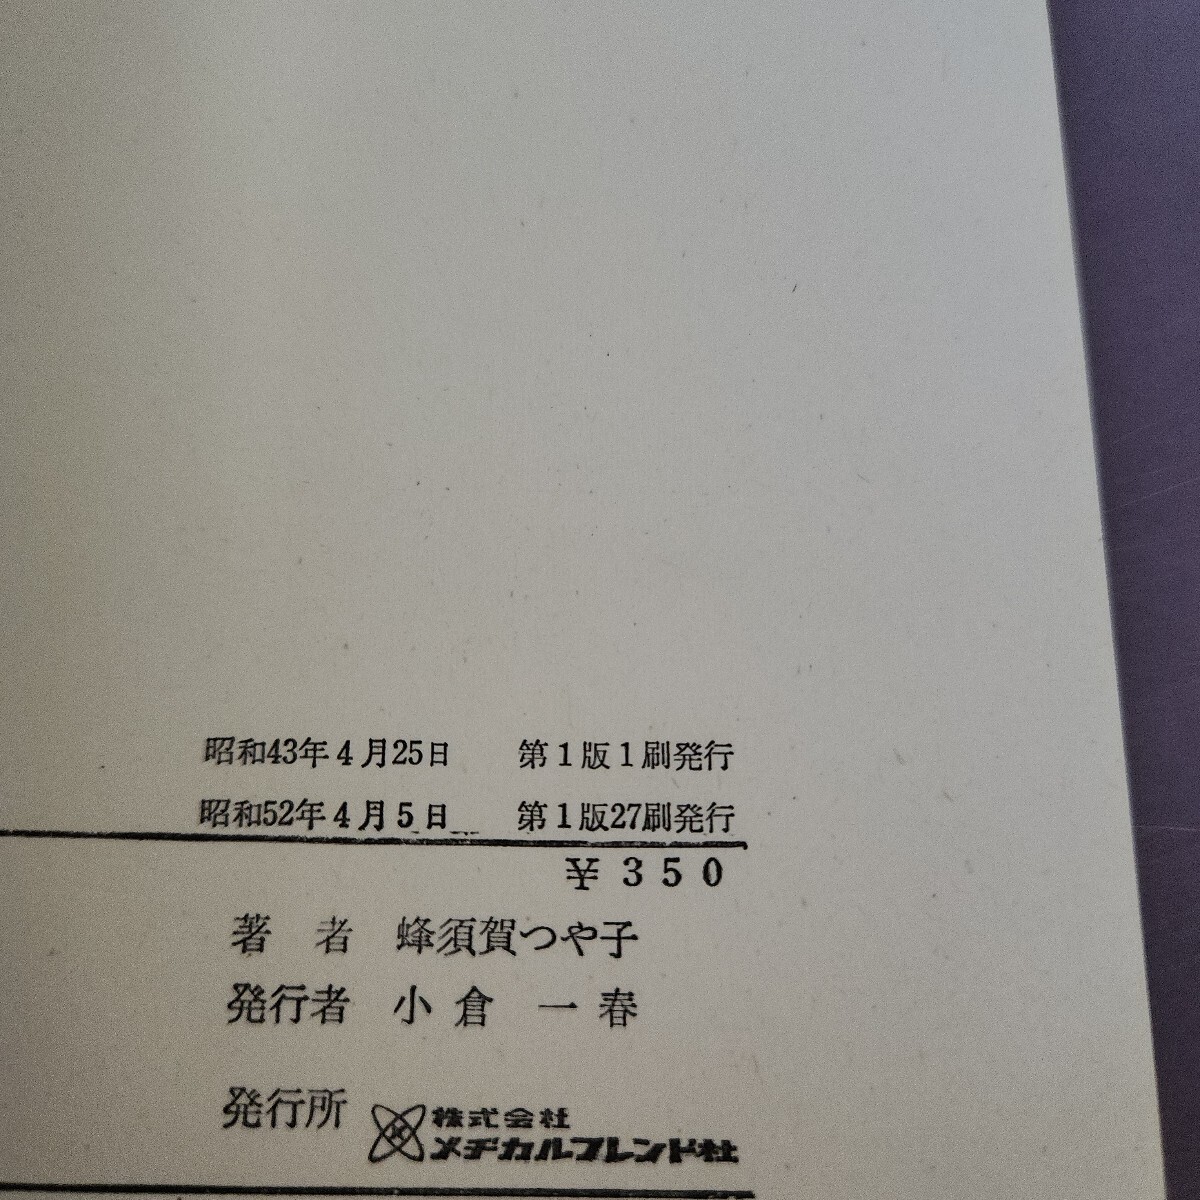 昭和43年4月25日　第1版1刷発行
昭和52年4月5日　第1版27刷発行
¥350
著　者　蜂須賀つや子
発行者　小倉　一春
発行所　株式会社
メヂカルフレンド社